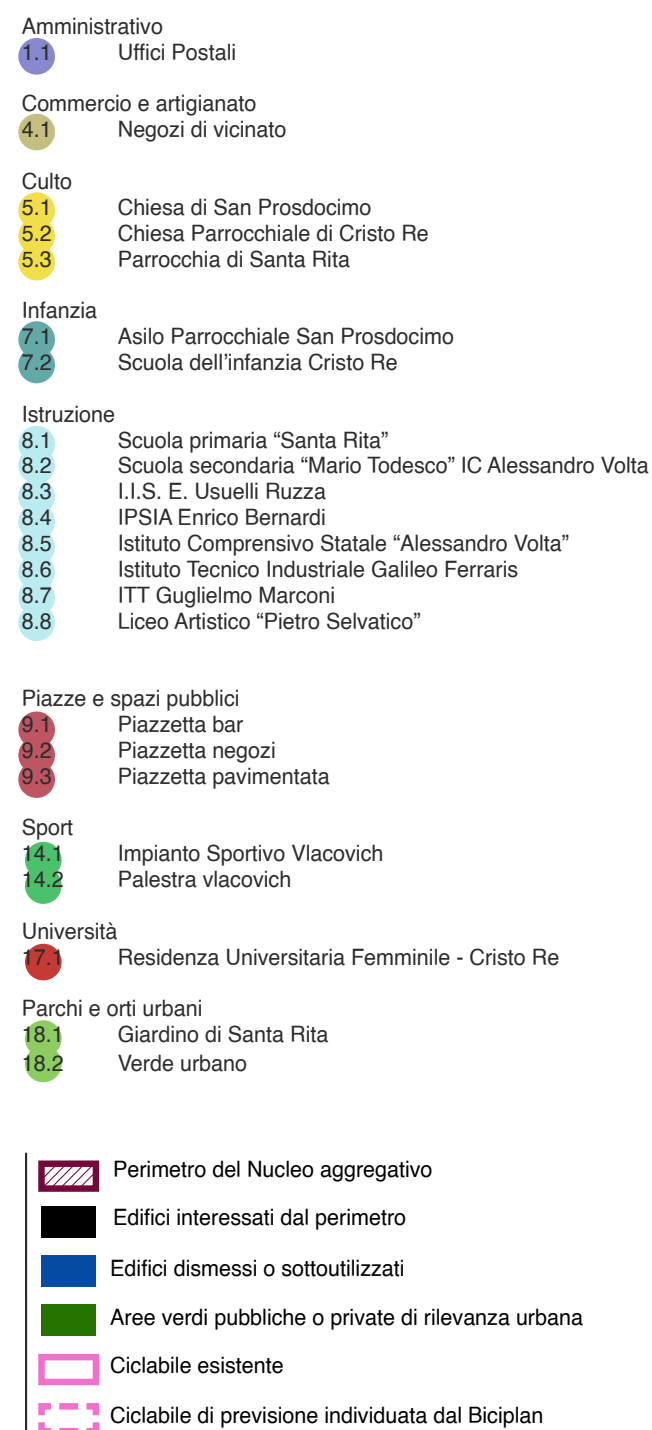 Amministrativo
1.1 Uffici Postali
Commercio e artigianato
4.1 Negozi di vicinato
Culto
5.1 Chiesa di San Prosdocimo
5.2 Chiesa Parrocchiale di Cristo Re
5.3 Parrocchia di Santa Rita
Infanzia
7.1 Asilo Parrocchiale San Prosdocimo
7.2 Scuola dell'infanzia Cristo Re
Istruzione
8.1 Scuola primaria “Santa Rita”
8.2 Scuola secondaria “Mario Todesco” IC Alessandro Volta
8.3 I.I.S. E. Usuelli Ruzza
8.4 IPSIA Enrico Bernardi
8.5 Istituto Comprensivo Statale “Alessandro Volta”
8.6 Istituto Tecnico Industriale Galileo Ferraris
8.7 ITT Guglielmo Marconi
8.8 Liceo Artistico “Pietro Selvatico”
Piazze e spazi pubblici
9.1 Piazzetta bar
9.2 Piazzetta negozi
9.3 Piazzetta pavimentata
Sport
14.1 Impianto Sportivo Vlacovich
14.2 Palestra vlacovich
Università
17.1 Residenza Universitaria Femminile - Cristo Re
Parchi e orti urbani
18.1 Giardino di Santa Rita
18.2 Verde urbano
Perimetro del Nucleo aggregativo
Edifici interessati dal perimetro
Edifici dismessi o sottoutilizzati
Aree verdi pubbliche o private di rilevanza urbana
Ciclabile esistente
Ciclabile di previsione individuata dal Biciplan